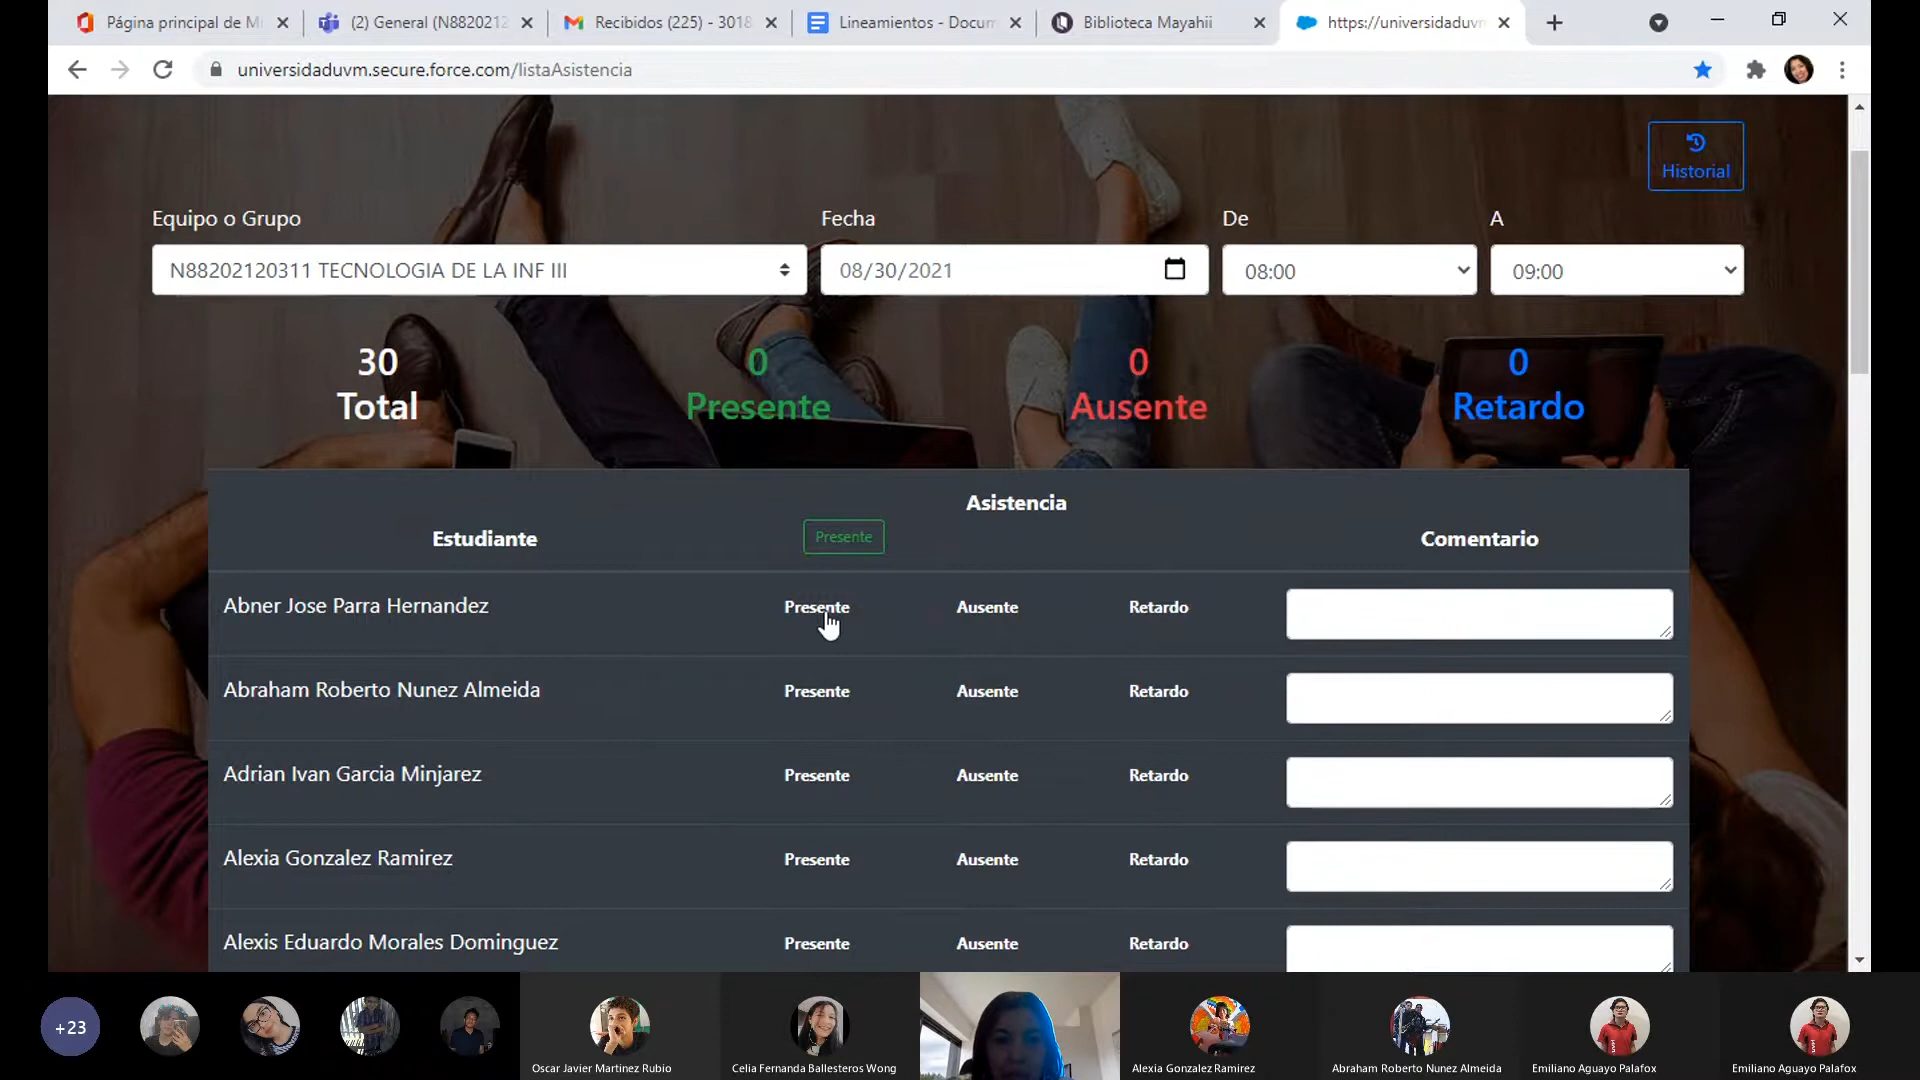 Página principal de Mi
(2) General (N8820212
Recibidos (225) - 3018
Lineamientos - Docum
Biblioteca Mayahii
https://universidaduvm
universidaduvm.secure.force.com/listaAsistencia
Historial
Equipo o Grupo
Fecha
De
A
N88202120311 TECNOLOGIA DE LA INF III
08/30/2021
08:00
09:00
30
Total
0
Presente
0
Ausente
0
Retardo
Asistencia
Estudiante
Presente
Comentario
Abner Jose Parra Hernandez
Presente
Ausente
Retardo
Abraham Roberto Nunez Almeida
Presente
Ausente
Retardo
Adrian Ivan Garcia Minjarez
Presente
Ausente
Retardo
Alexia Gonzalez Ramirez
Presente
Ausente
Retardo
Alexis Eduardo Morales Dominguez
Presente
Ausente
Retardo
+23
Oscar Javier Martinez Rubio
Celia Fernanda Ballesteros Wong
Alexia Gonzalez Ramirez
Abraham Roberto Nunez Almeida
Emiliano Aguayo Palafox
Emiliano Aguayo Palafox